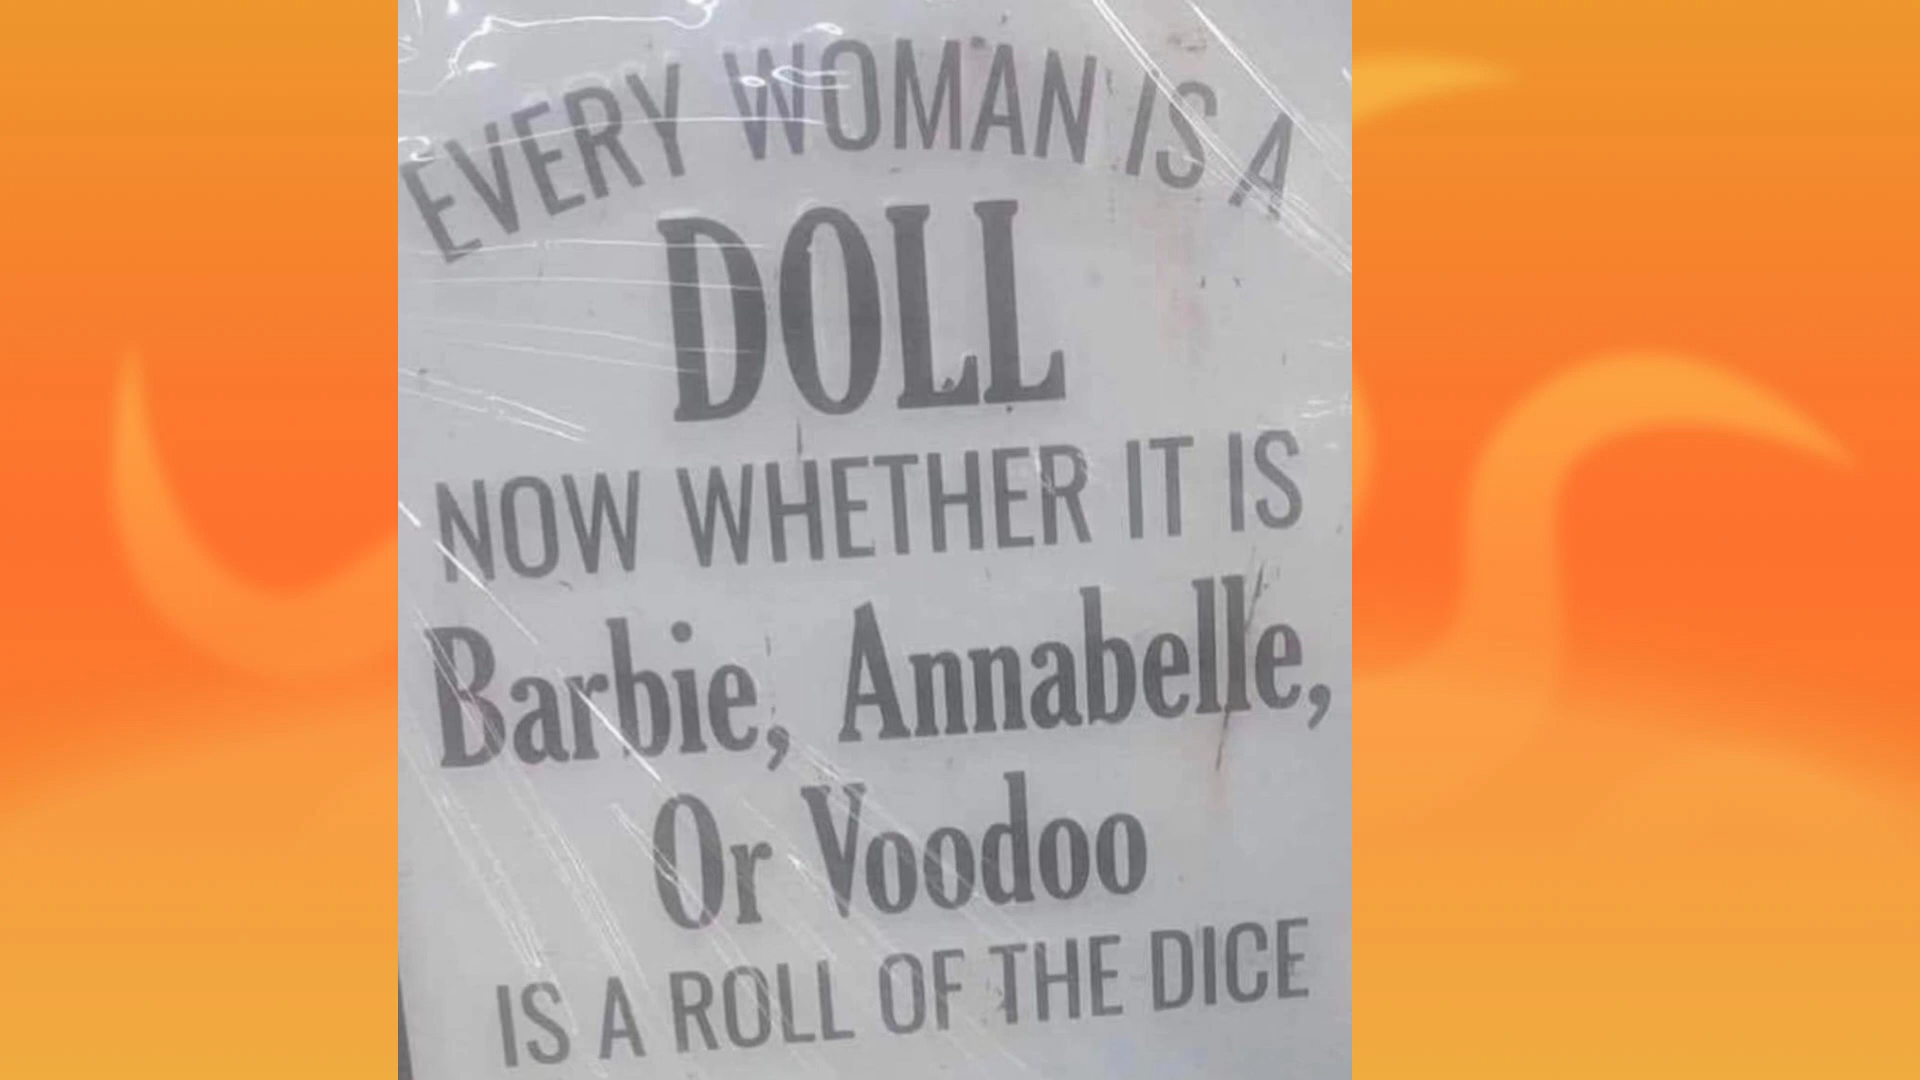 EVERY WOMAN IS A
DOLL
NOW WHETHER IT IS
Barbie, Annabelle,
Or Voodoo
IS A ROLL OF THE DICE